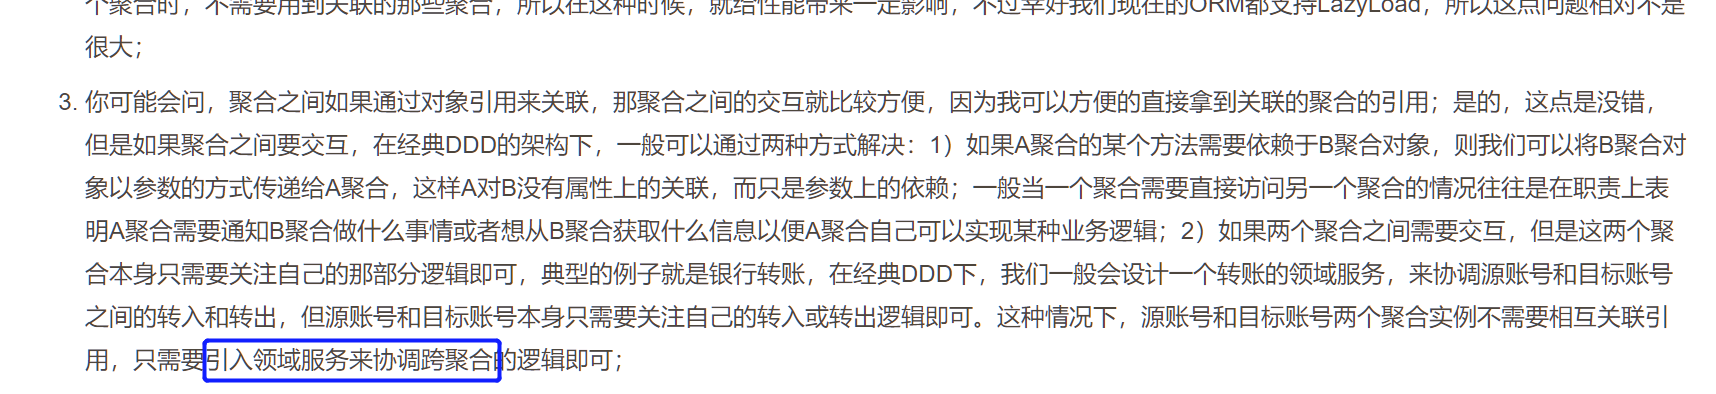 个聚合时，不需要用到关联的那些聚合，所以在这种时候，就给性能带来一定影响，不过幸好我们现在的ORM都支持LazyLoad，所以这点问题相对不是
很大；
3. 你可能会问，聚合之间如果通过对象引用来关联，那聚合之间的交互就比较方便，因为我可以方便的直接拿到关联的聚合的引用；是的，这点是没错，
但是如果聚合之间要交互，在经典DDD的架构下，一般可以通过两种方式解决：1）如果A聚合的某个方法需要依赖于B聚合对象，则我们可以将B聚合对
象以参数的方式传递给A聚合，这样A对B没有属性上的关联，而只是参数上的依赖；一般当一个聚合需要直接访问另一个聚合的情况往往是在职责上表
明A聚合需要通知B聚合做什么事情或者想从B聚合获取什么信息以便A聚合自己可以实现某种业务逻辑；2）如果两个聚合之间需要交互，但是这两个聚
合本身只需要关注自己的那部分逻辑即可，典型的例子就是银行转账，在经典DDD下，我们一般会设计一个转账的领域服务，来协调源账号和目标账号
之间的转入和转出，但源账号和目标账号本身只需要关注自己的转入或转出逻辑即可。这种情况下，源账号和目标账号两个聚合实例不需要相互关联引
用，只需要引入领域服务来协调跨聚合的逻辑即可；